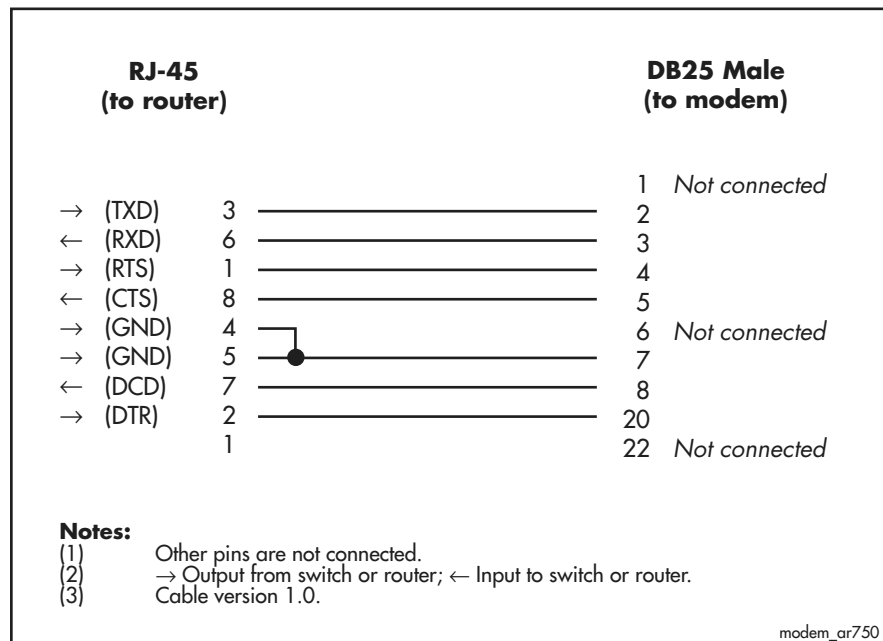 RJ-45 DB25 Male
(to router) (to modem)
1 Not connected
→ (TXD) 3 2
← (RXD) 6 3
→ (RTS) 1 4
← (CTS) 8 5
→ (GND) 4 6 Not connected
→ (GND) 5 7
← (DCD) 7 8
→ (DTR) 2 20
1 22 Not connected
Notes:
(1) Other pins are not connected.
(2) → Output from switch or router; ← Input to switch or router.
(3) Cable version 1.0.
modem_ar750